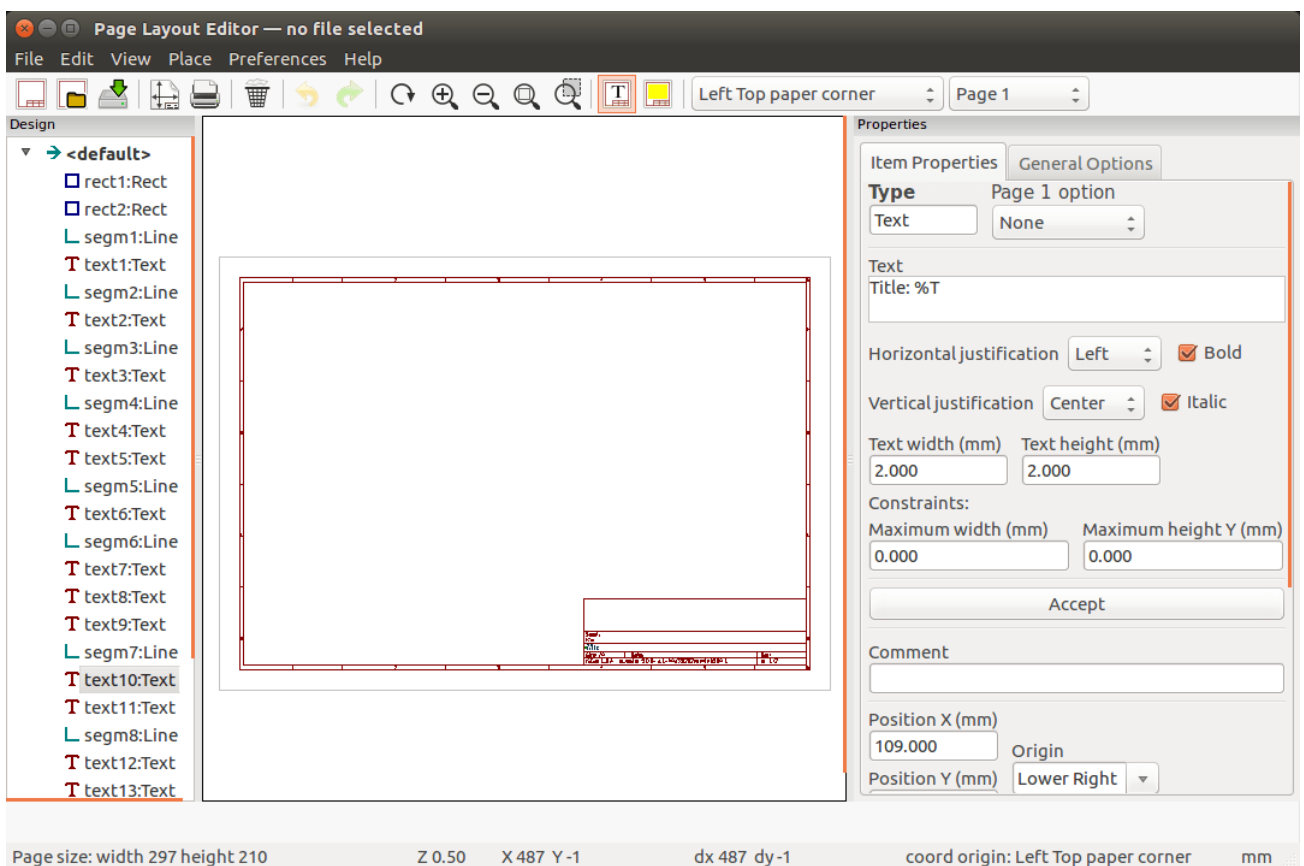 Page Layout Editor — no file selected
File Edit View Place Preferences Help
T Left Top paper corner Page 1
Design
Properties
<default>
rect1:Rect
rect2:Rect
segm1:Line
T text1:Text
segm2:Line
T text2:Text
segm3:Line
T text3:Text
segm4:Line
T text4:Text
T text5:Text
segm5:Line
T text6:Text
segm6:Line
T text7:Text
T text8:Text
T text9:Text
segm7:Line
T text10:Text
T text11:Text
segm8:Line
T text12:Text
T text13:Text
Item Properties General Options
Type Page 1 option
Text None
Text
Title: %T
Horizontal justification Left Bold
Vertical justification Center Italic
Text width (mm) Text height (mm)
2.000 2.000
Constraints:
Maximum width (mm) Maximum height Y (mm)
0.000 0.000
Accept
Comment
Position X (mm)
109.000 Origin
Position Y (mm) Lower Right
Page size: width 297 height 210 Z 0.50 X 487 Y -1 dx 487 dy -1 coord origin: Left Top paper corner mm